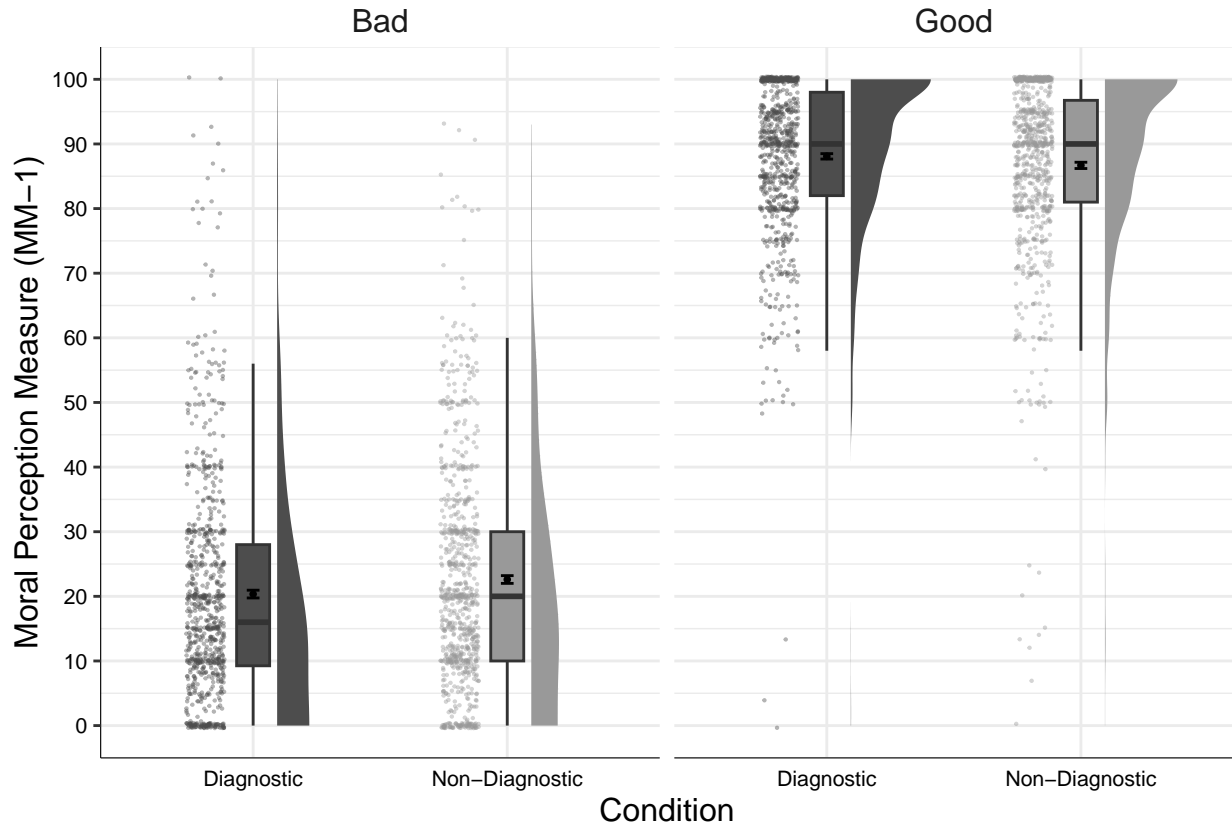 Bad
Good
Moral Perception Measure (MM−1)
100
90
80
70
60
50
40
30
20
10
0
Diagnostic
Non−Diagnostic
Diagnostic
Non−Diagnostic
Condition